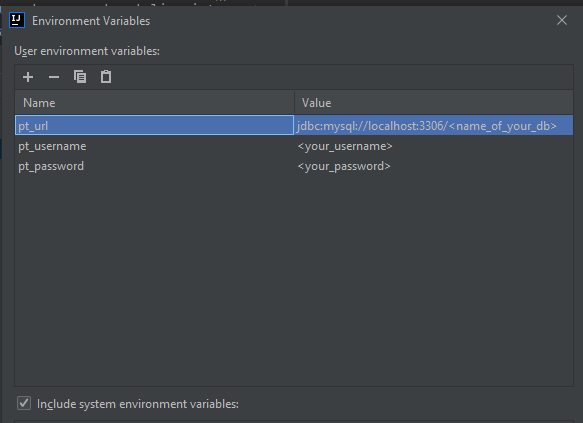 Environment Variables
User environment variables:
Name Value
pt_url jdbc:mysql://localhost:3306/<name_of_your_db>
pt_username <your_username>
pt_password <your_password>
Include system environment variables: